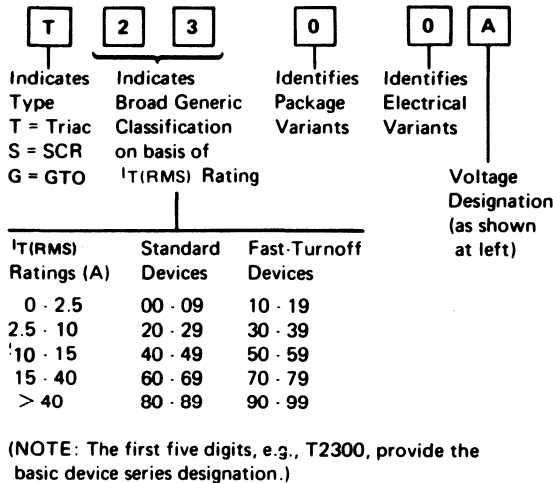 T 2 3 0 0 A
Indicates Indicates Identifies Identifies
Type Broad Generic Package Electrical
T = Triac Classification Variants Variants
S = SCR on basis of
G = GTO IT(RMS) Rating
Voltage
Designation
(as shown
at left)
IT(RMS) Standard Fast-Turnoff
Ratings (A) Devices Devices
0 - 2.5 00 - 09 10 - 19
2.5 - 10 20 - 29 30 - 39
10 - 15 40 - 49 50 - 59
15 - 40 60 - 69 70 - 79
> 40 80 - 89 90 - 99
(NOTE: The first five digits, e.g., T2300, provide the
basic device series designation.)